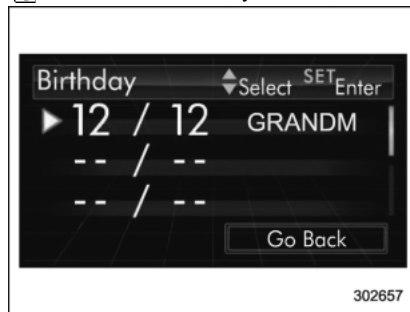 Birthday Select SET Enter
12 / 12 GRANDM
-- / --
-- / --
Go Back
302657